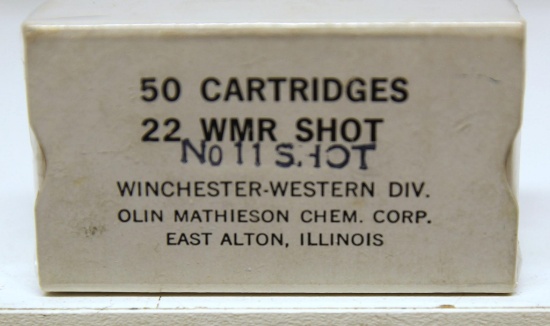 50 CARTRIDGES
22 WMR SHOT
No 11 SHOT
WINCHESTER-WESTERN DIV.
OLIN MATHIESON CHEM. CORP.
EAST ALTON, ILLINOIS